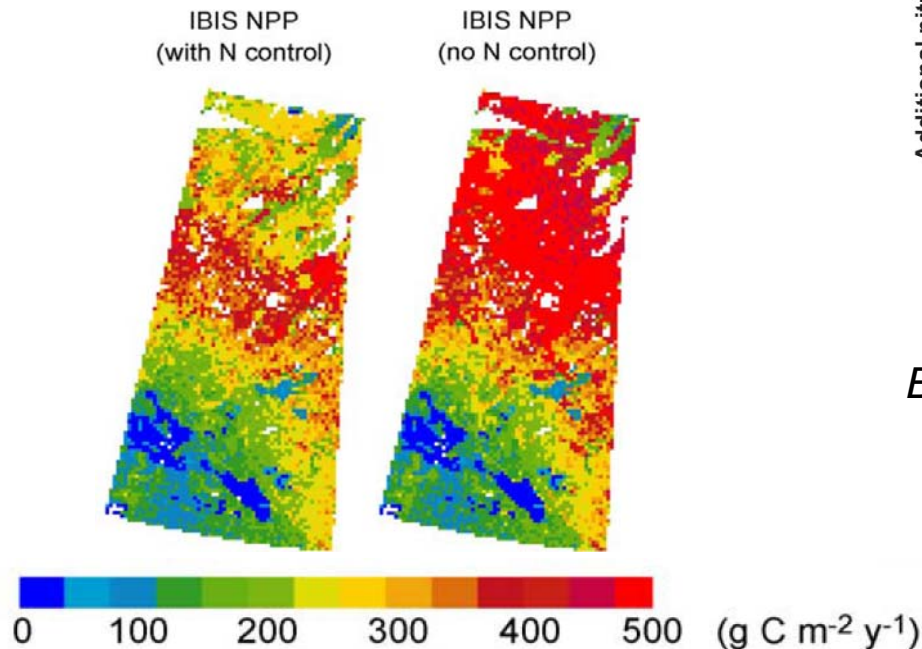 IBIS NPP
(with N control)
IBIS NPP
(no N control)
0 100 200 300 400 500 (g C m-2 y-1)
E